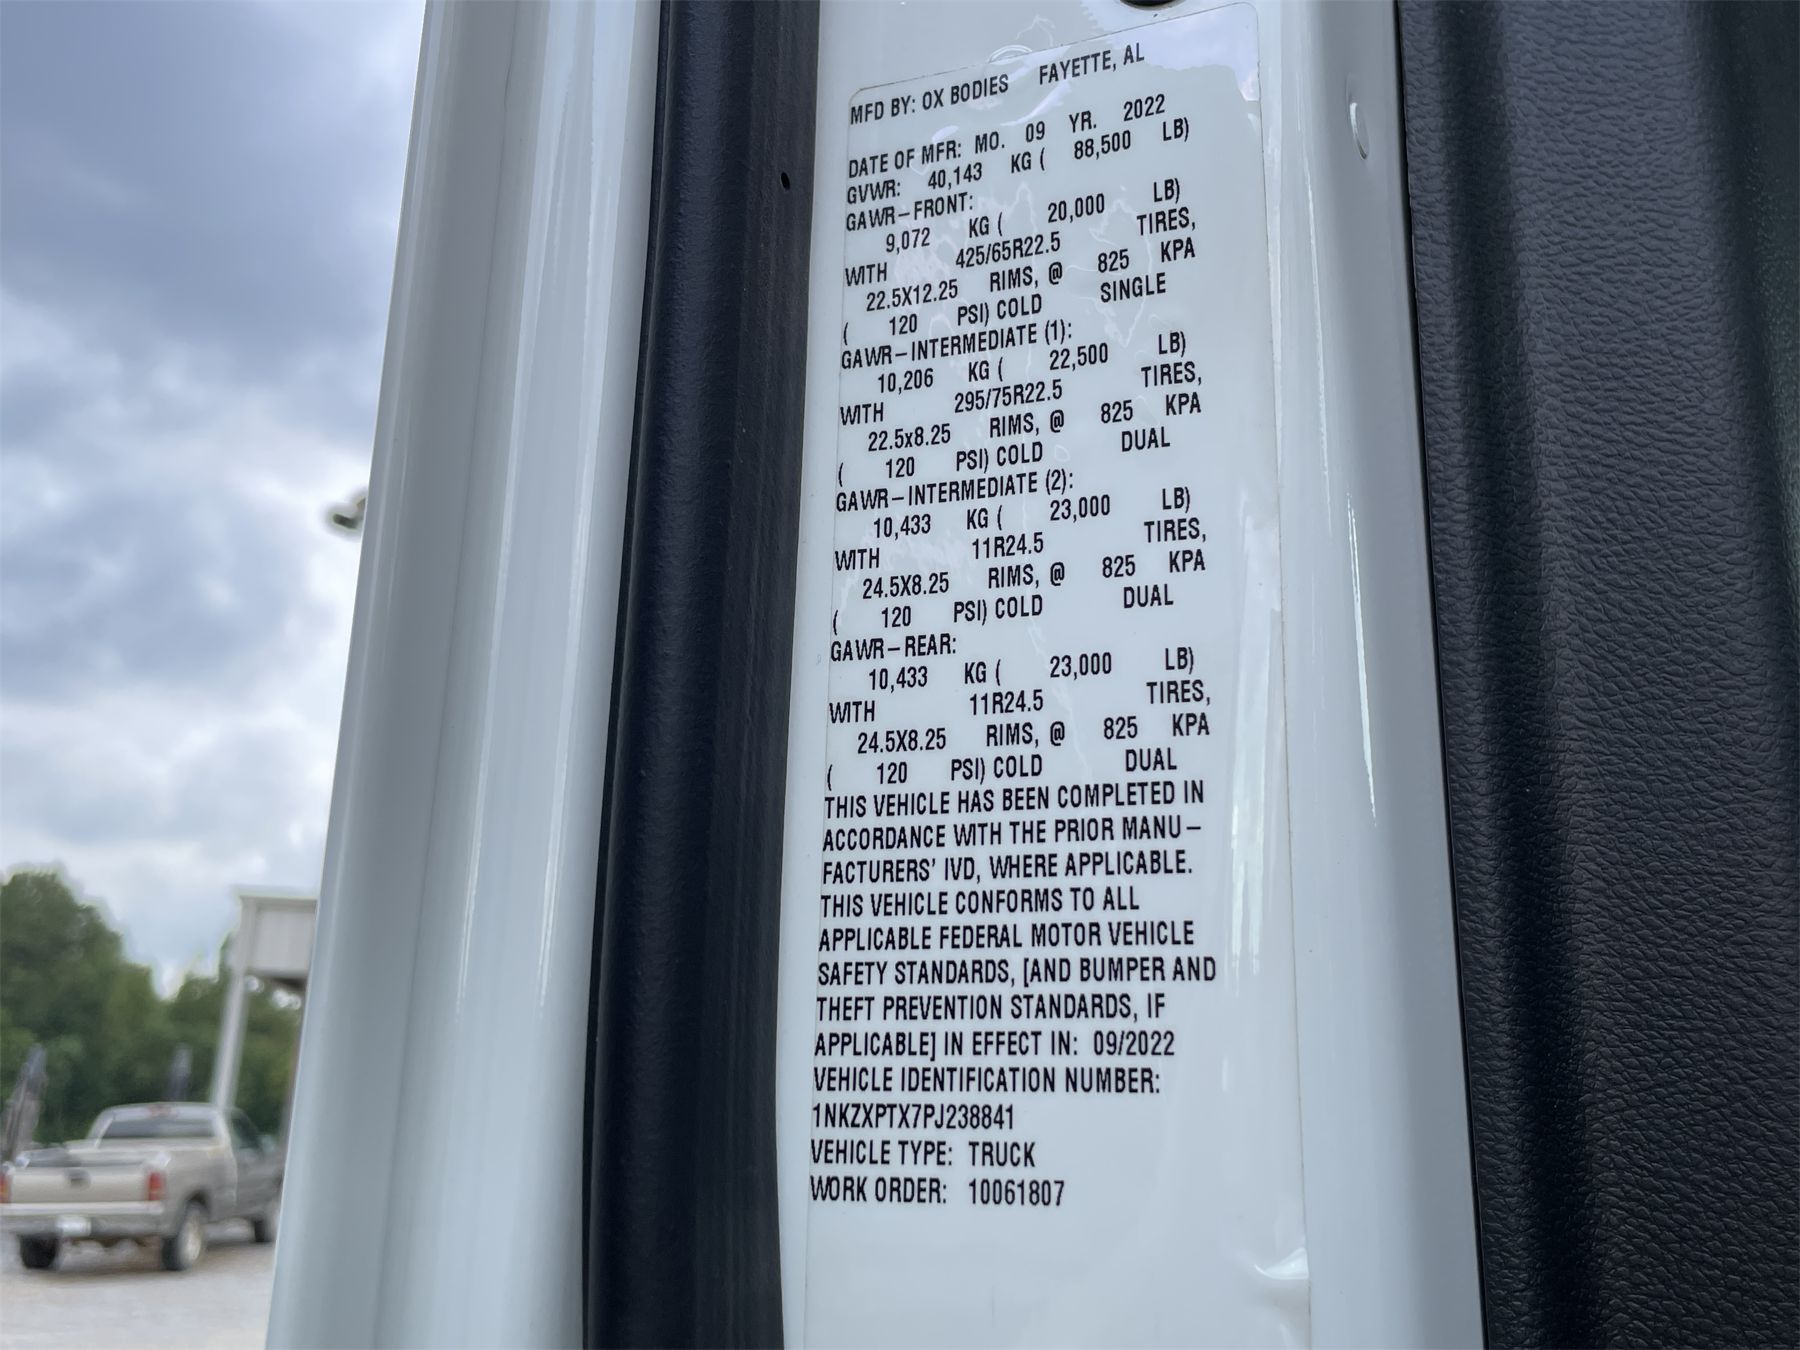 MFD BY: OX BODIES FAYETTE, AL
DATE OF MFR: MO. 09 YR. 2022
GVWR: 40,143 KG ( 88,500 LB)
GAWR-FRONT:
9,072 KG ( 20,000 LB)
WITH 425/65R22.5 TIRES,
22.5X12.25 RIMS, @ 825 KPA
( 120 PSI) COLD SINGLE
GAWR-INTERMEDIATE (1):
10,206 KG ( 22,500 LB)
WITH 295/75R22.5 TIRES,
22.5x8.25 RIMS, @ 825 KPA
( 120 PSI) COLD DUAL
GAWR-INTERMEDIATE (2):
10,433 KG ( 23,000 LB)
WITH 11R24.5 TIRES,
24.5X8.25 RIMS, @ 825 KPA
( 120 PSI) COLD DUAL
GAWR-REAR:
10,433 KG ( 23,000 LB)
WITH 11R24.5 TIRES,
24.5X8.25 RIMS, @ 825 KPA
( 120 PSI) COLD DUAL
THIS VEHICLE HAS BEEN COMPLETED IN
ACCORDANCE WITH THE PRIOR MANU-
FACTURERS' IVD, WHERE APPLICABLE.
THIS VEHICLE CONFORMS TO ALL
APPLICABLE FEDERAL MOTOR VEHICLE
SAFETY STANDARDS, [AND BUMPER AND
THEFT PREVENTION STANDARDS, IF
APPLICABLE] IN EFFECT IN: 09/2022
VEHICLE IDENTIFICATION NUMBER:
1NKZXPTX7PJ238841
VEHICLE TYPE: TRUCK
WORK ORDER: 10061807